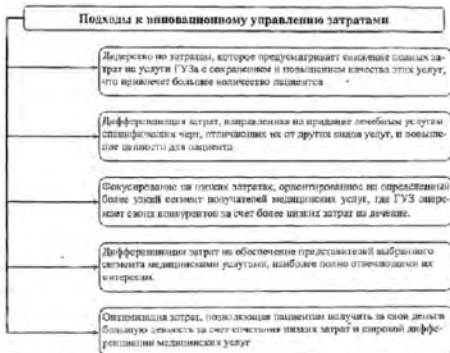 Подходы к инновационному управлению затратами
Лидерство по затратам, которое предусматривает снижение полных за-
трат на услуги ГУЗа с сохранением и повышением качества этих услуг,
что привлечет большее количество пациентов
Дифференциация затрат, направленная на придание лечебным услугам
специфических черт, отличающих их от других видов услуг, и повыше-
ние ценности для пациента
Фокусирование на низких затратах, ориентированное на определенный
более узкий сегмент получателей медицинских услуг, где ГУЗ опере-
жает своих конкурентов за счет более низких затрат на лечение.
Дифференциация затрат на обеспечение представителей выбранного
сегмента медицинскими услугами, наиболее полно отвечающими их
интересам.
Оптимизация затрат, позволяющая пациентам получить за свои деньги
большую ценность за счет сочетания низких затрат и широкой диффе-
ренциации медицинских услуг